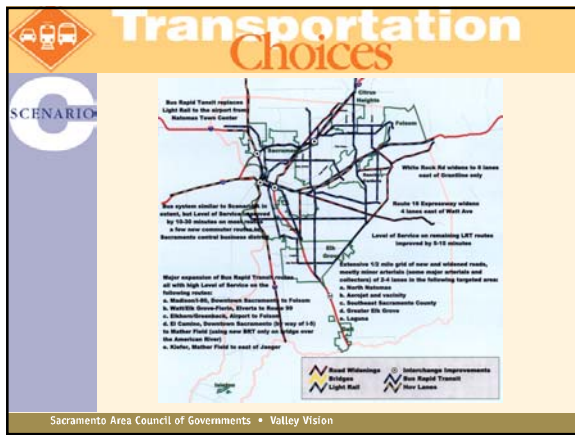 Transportation
Choices
SCENARIO
C
Citrus
Heights
Bus Rapid Tansit replaces
Light Rail to the airport from
Natomas Town Center
Folsom
Sacramento
White Rock Rd widens to 6 lanes
east of Grantline only
Bus system similar to Scenario in
extent, but Level of Service improved
by 15-30 minutes on most routes
a few new commuter routes to
Sacramento central business district
Route 16 Expressway widens
4 lanes east of Watt Ave
Level of Service on remaining LRT routes
improved by 5-15 minutes
Elk
Grove
Extensive 1/2 mile grid of new and widened roads,
mostly minor arterials (some major arterials and
collectors) of 2-4 lanes in the following targeted area:
a. North Natomas
b. Aerojet and vacinity
c. Southeast Sacramento County
d. Greater Elk Grove
e. Laguna
Major expansion of Bus Rapid Transit routes
all with high Level of Service on the
following routes:
a. Madison/I-80, Downtown Sacramento to Folsom
b. Watt/Elk Grove-Florin, Elverta to Route 99
c. Elkhorn/Greenback, Airport to Folsom
d. El Camino, Downtown Sacramento (by way of I-5)
to Mather Field (using new BRT only on bridge over
the American River)
e. Kiefer, Mather Field to east of Jaeger
Isleton
Road Widenings
Bridges
Light Rail
Interchange Improvements
Bus Rapid Transit
Hov Lanes
Sacramento Area Council of Governments • Valley Vision